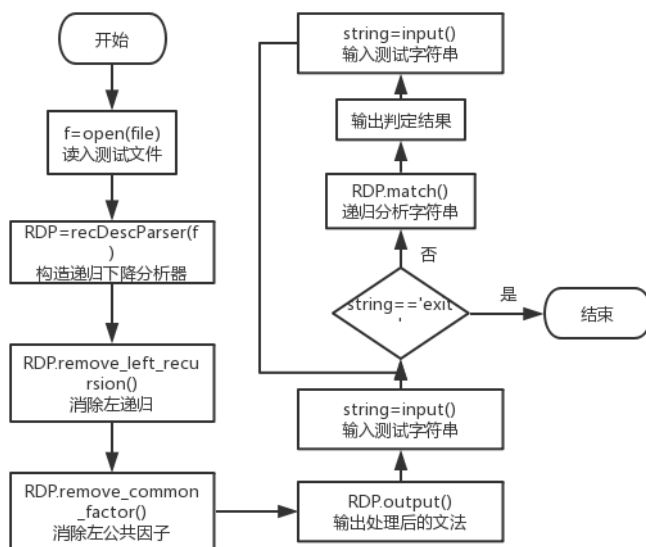 开始
f=open(file)
读入测试文件
RDP=recDescParser(f
)
构造递归下降分析器
RDP.remove_left_recu
rsion()
消除左递归
RDP.remove_common
_factor()
消除左公共因子
RDP.output()
输出处理后的文法
string=input()
输入测试字符串
string=='exit
'
是
结束
否
RDP.match()
递归分析字符串
输出判定结果
string=input()
输入测试字符串